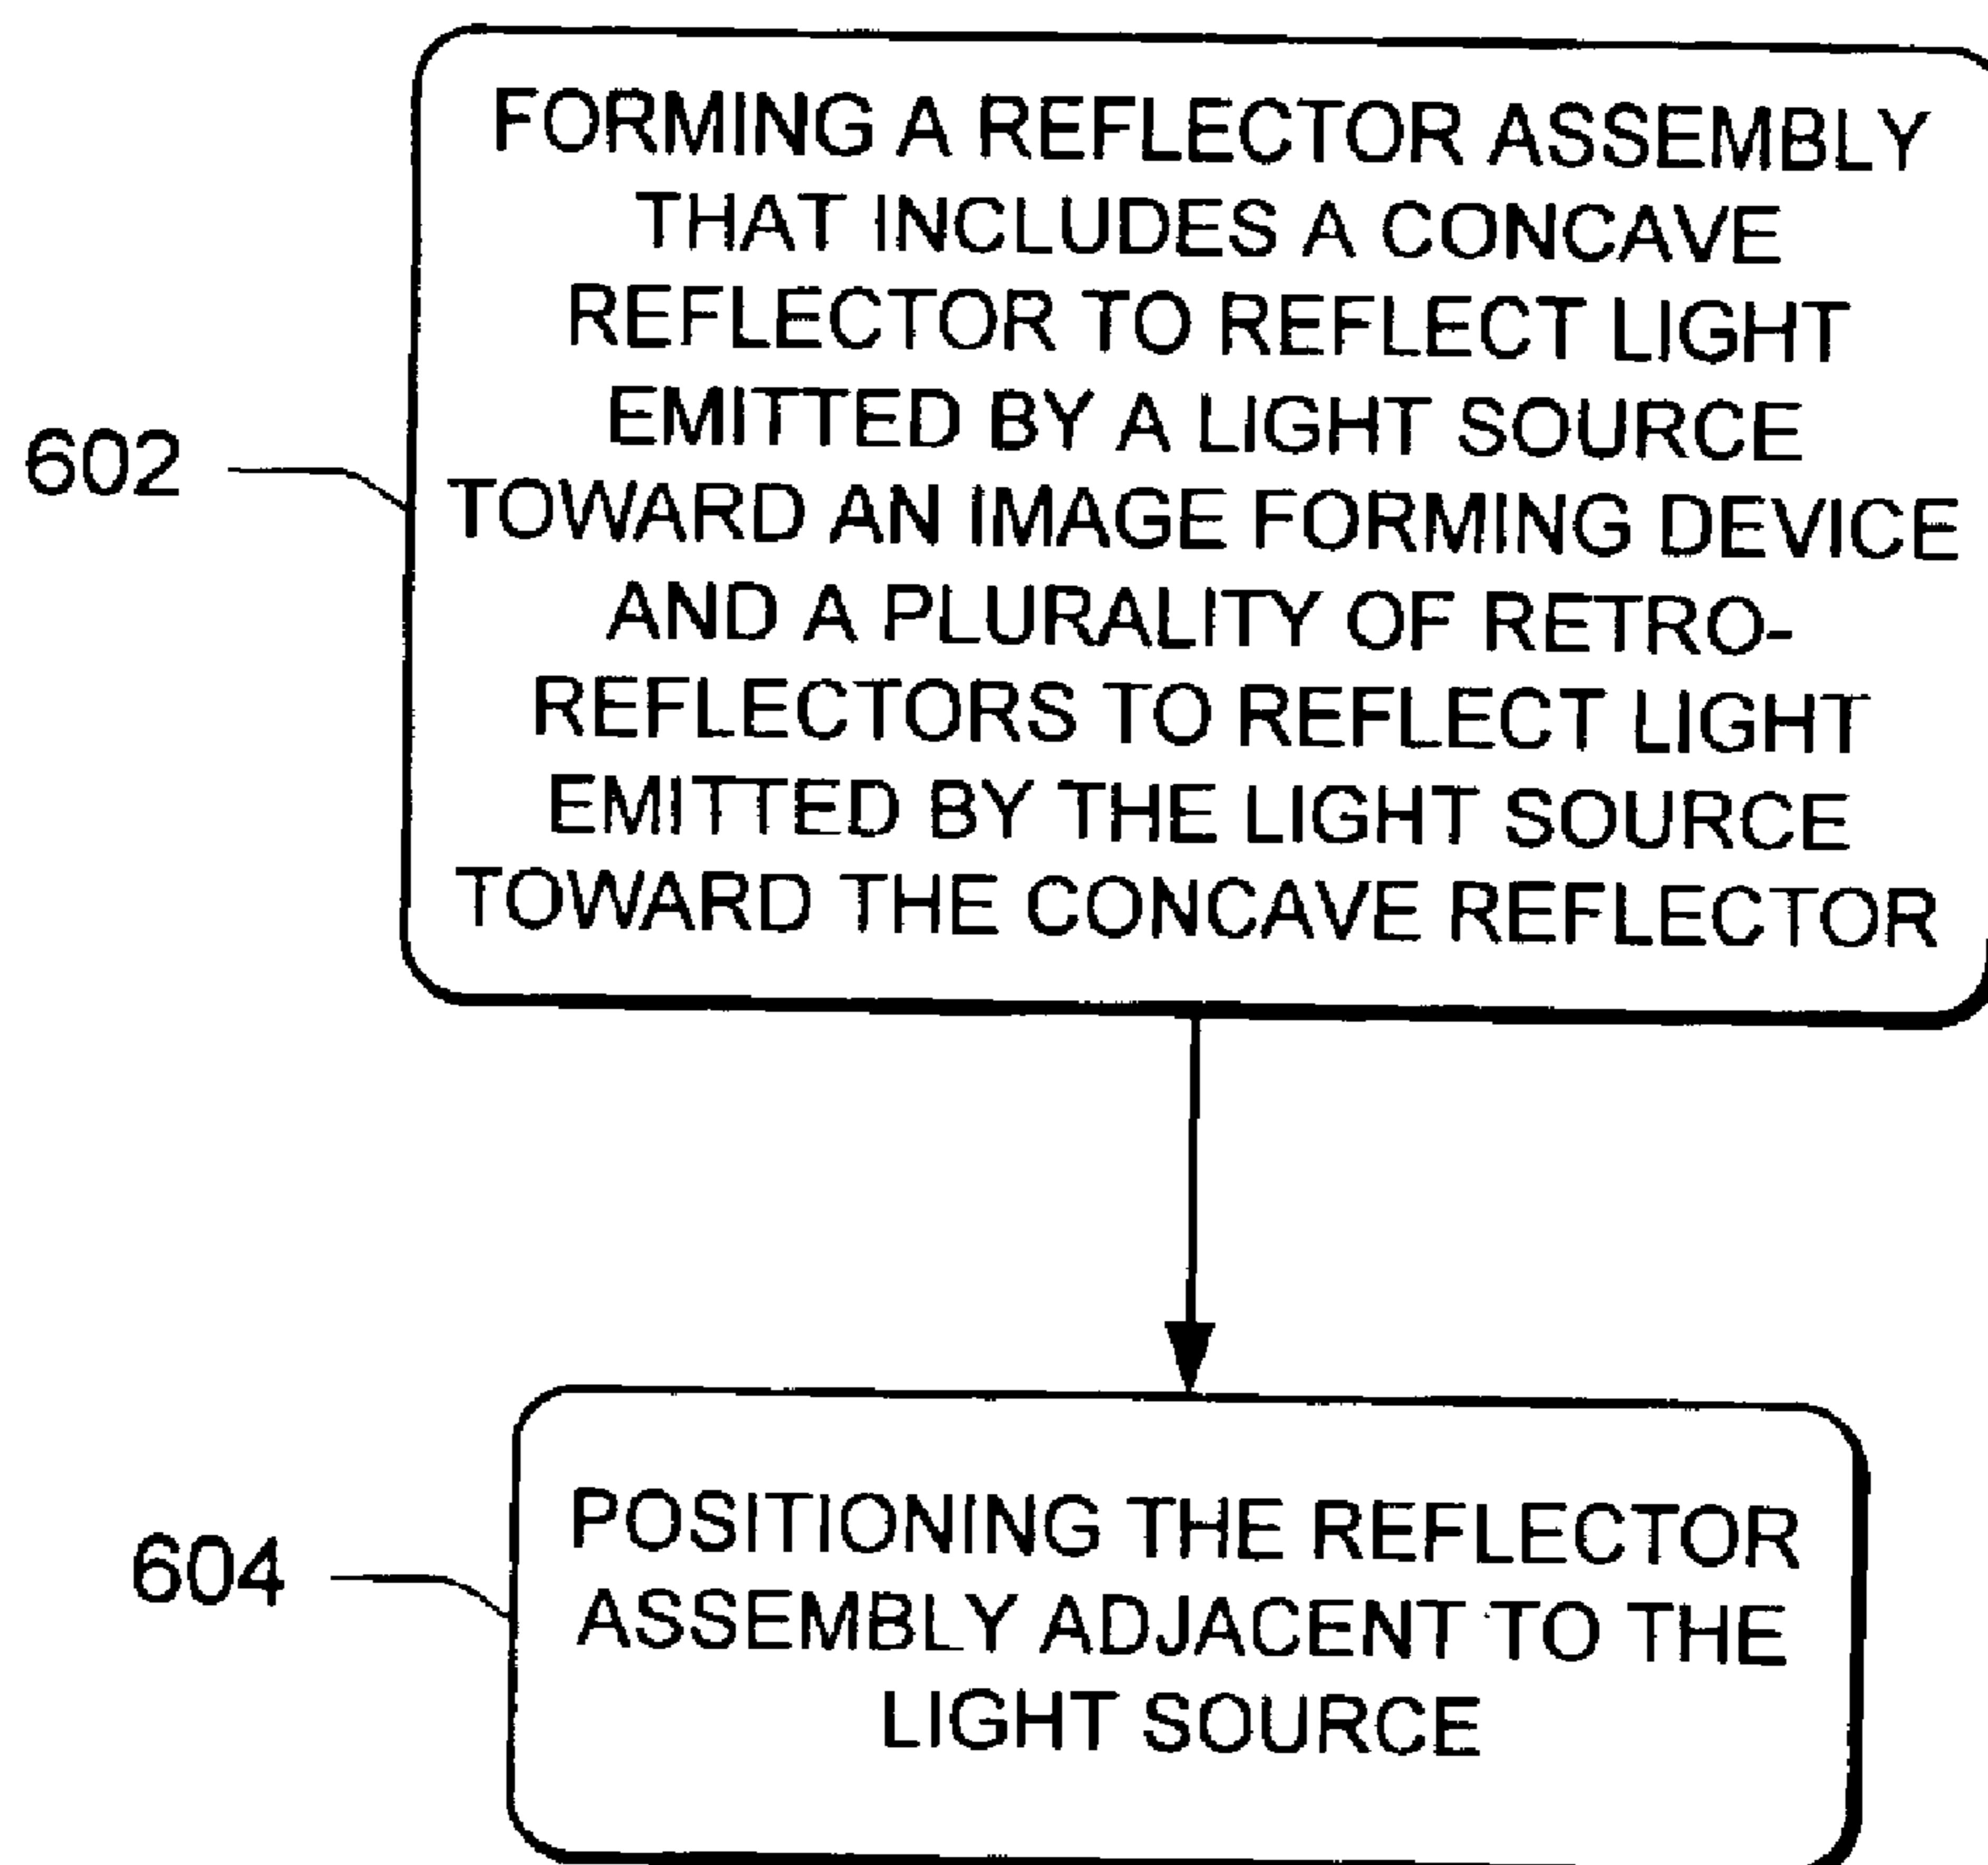 FORMING A REFLECTOR ASSEMBLY
THAT INCLUDES A CONCAVE
REFLECTOR TO REFLECT LIGHT
EMITTED BY A LIGHT SOURCE
602
TOWARD AN IMAGE FORMING DEVICE
AND A PLURALITY OF RETRO-
REFLECTORS TO REFLECT LIGHT
EMITTED BY THE LIGHT SOURCE
TOWARD THE CONCAVE REFLECTOR
POSITIONING THE REFLECTOR
604
ASSEMBLY ADJACENT TO THE
LIGHT SOURCE